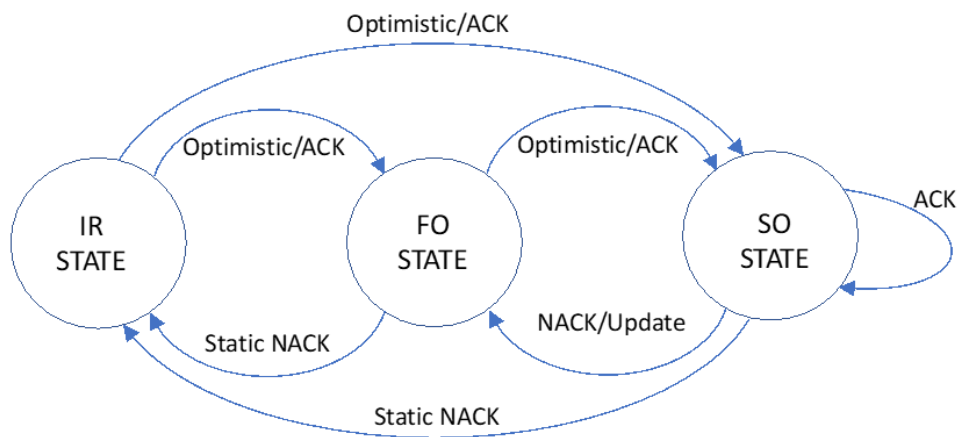 Optimistic/ACK
Optimistic/ACK
Optimistic/ACK
IR
STATE
FO
STATE
SO
STATE
ACK
Static NACK
NACK/Update
Static NACK